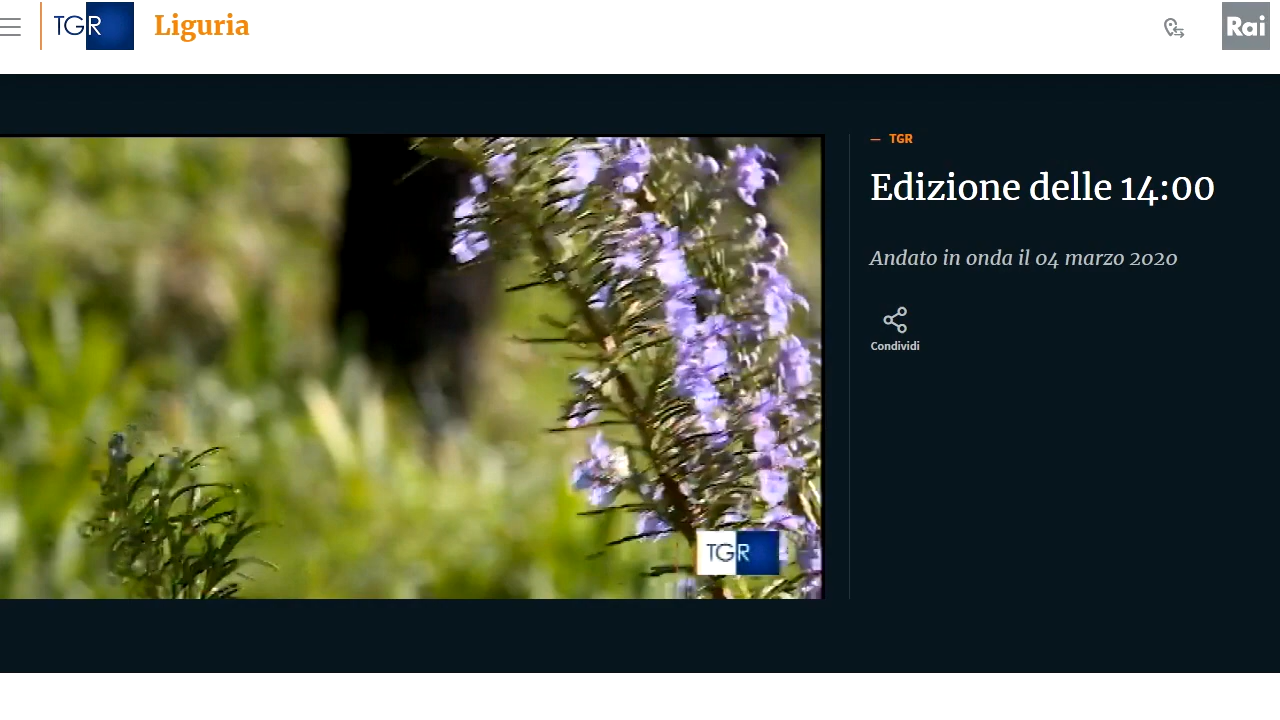 TGR Liguria
Rai
— TGR
Edizione delle 14:00
Andato in onda il 04 marzo 2020
Condividi
TGR